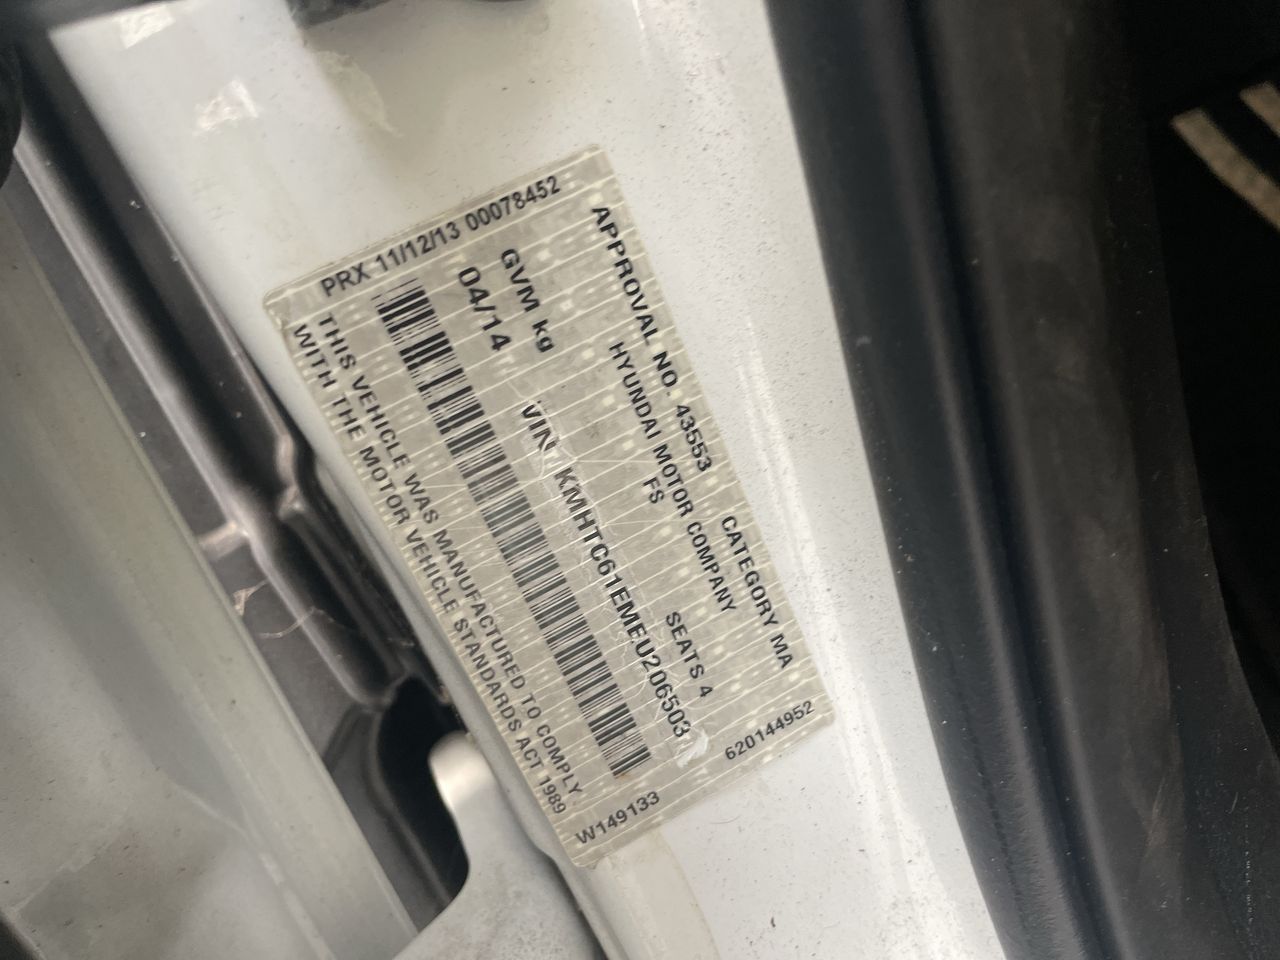 APPROVAL NO. 43553 CATEGORY MA
HYUNDAI MOTOR COMPANY
FS
GVM kg SEATS 4
04/14 VIN KMHTC61EMEU206503
THIS VEHICLE WAS MANUFACTURED TO COMPLY
WITH THE MOTOR VEHICLE STANDARDS ACT 1989
PRX 11/12/13 00078452
620144952
W149133